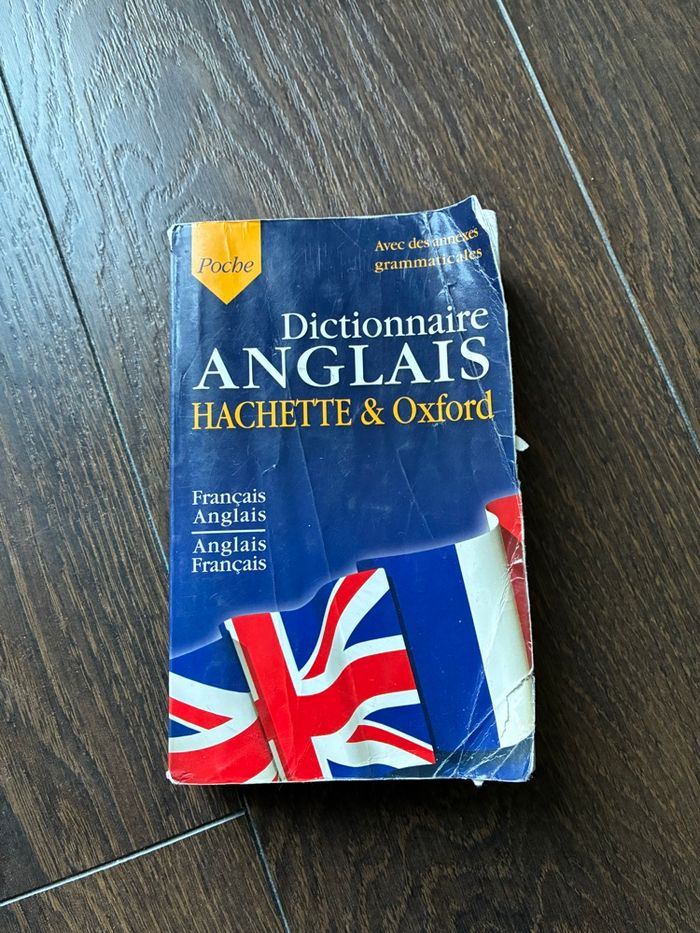 Poche
Avec des annexes
grammaticales
Dictionnaire
ANGLAIS
HACHETTE & Oxford
Français
Anglais
Anglais
Français